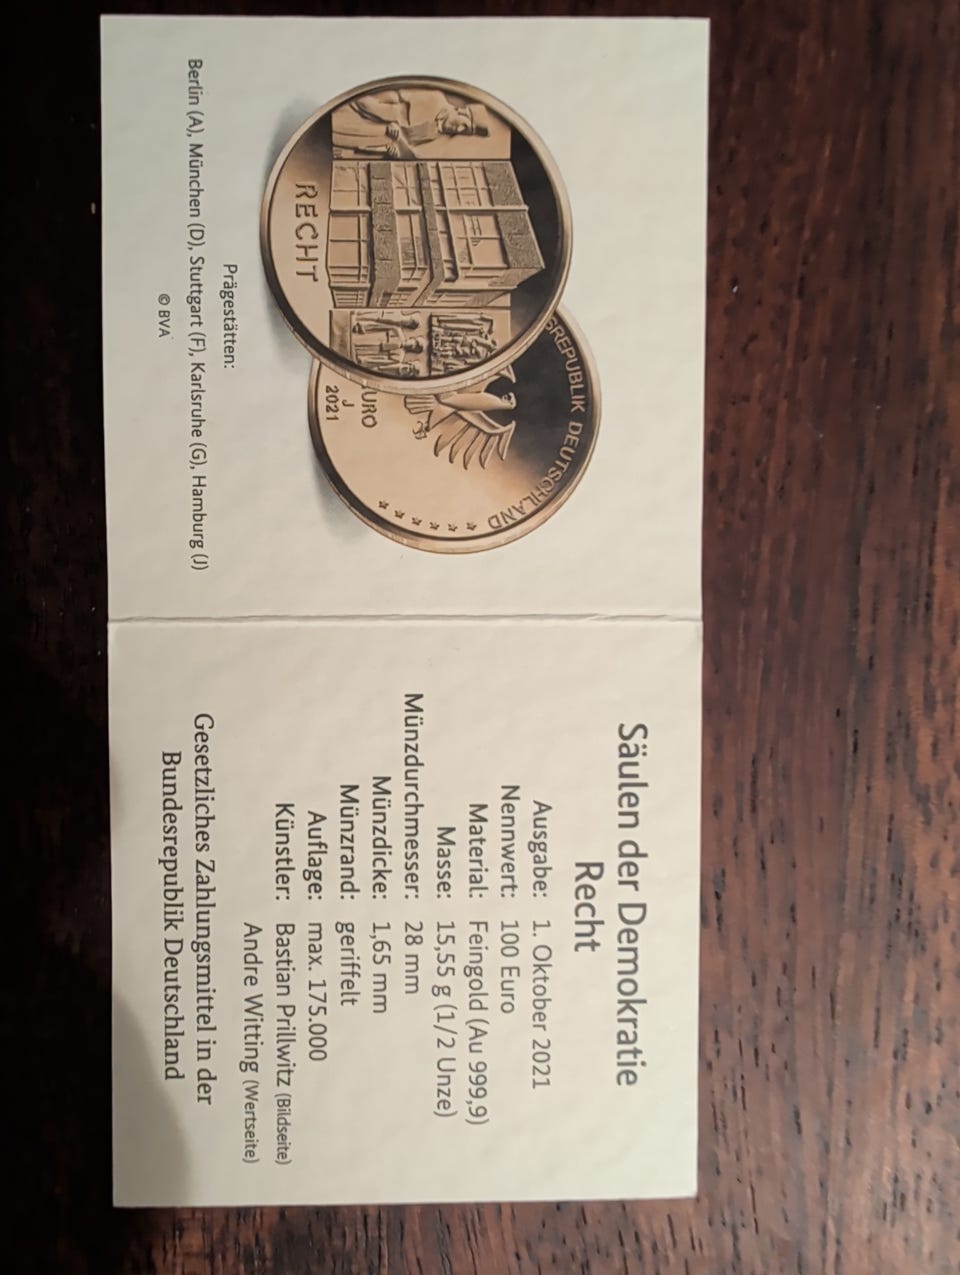 RECHT
SREPUBLIK DEUTSCHLAND
EURO
J
2021
Prägestätten:
Berlin (A), München (D), Stuttgart (F), Karlsruhe (G), Hamburg (J)
© BVA
Säulen der Demokratie
Recht
Ausgabe: 1. Oktober 2021
Nennwert: 100 Euro
Material: Feingold (Au 999,9)
Masse: 15,55 g (1/2 Unze)
Münzdurchmesser: 28 mm
Münzdicke: 1,65 mm
Münzrand: geriffelt
Auflage: max. 175.000
Künstler: Bastian Prillwitz (Bildseite)
Andre Witting (Wertseite)
Gesetzliches Zahlungsmittel in der
Bundesrepublik Deutschland